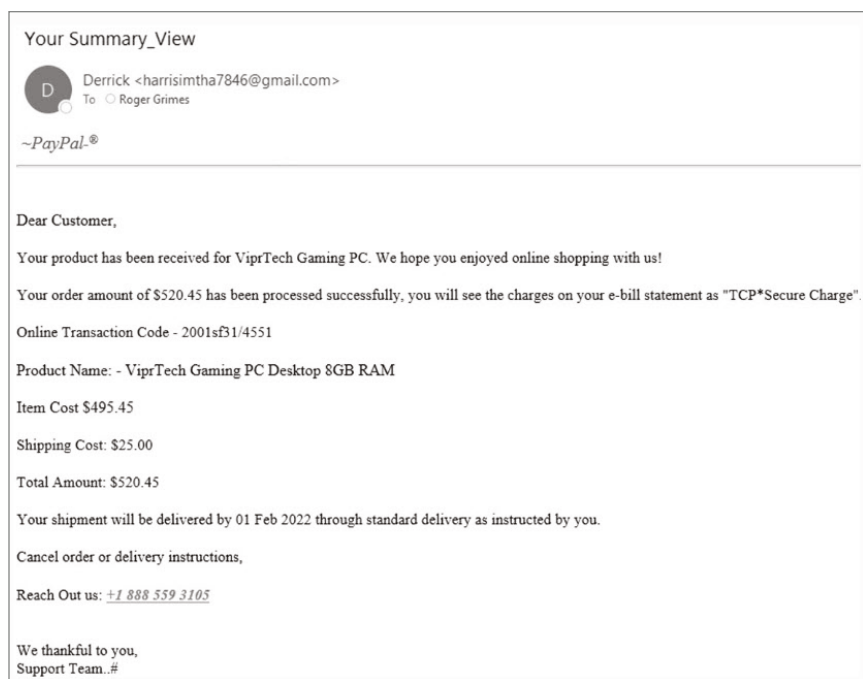 Your Summary_View
D
Derrick <harrisimtha7846@gmail.com>
To Roger Grimes
~PayPal-®
Dear Customer,
Your product has been received for ViprTech Gaming PC. We hope you enjoyed online shopping with us!
Your order amount of $520.45 has been processed successfully, you will see the charges on your e-bill statement as "TCP*Secure Charge".
Online Transaction Code - 2001sf31/4551
Product Name: - ViprTech Gaming PC Desktop 8GB RAM
Item Cost $495.45
Shipping Cost: $25.00
Total Amount: $520.45
Your shipment will be delivered by 01 Feb 2022 through standard delivery as instructed by you.
Cancel order or delivery instructions,
Reach Out us: +1 888 559 3105
We thankful to you,
Support Team..#